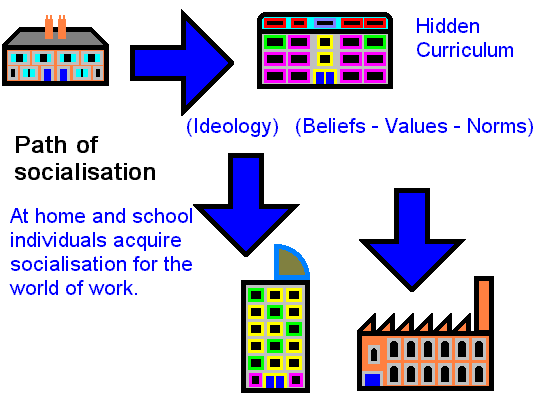 Hidden
Curriculum
(Ideology) (Beliefs - Values - Norms)
Path of
socialisation
At home and school
individuals acquire
socialisation for the
world of work.